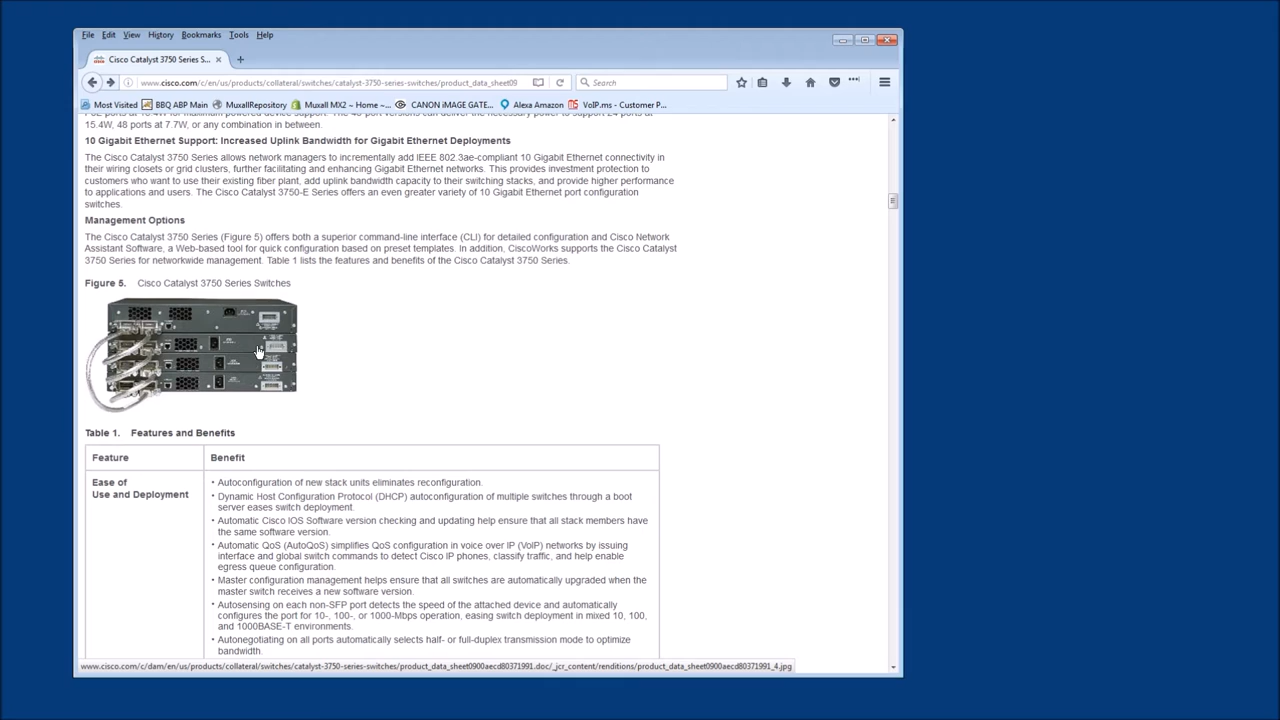 File Edit View History Bookmarks Tools Help
Cisco Catalyst 3750 Series S...
www.cisco.com/c/en/us/products/collateral/switches/catalyst-3750-series-switches/product_data_sheet09
Search
Most Visited BBQ ABP Main MuxallRepository Muxall MX2 ~ Home ~... CANON iMAGE GATE... Alexa Amazon VoIP.ms - Customer P...
15.4W, 48 ports at 7.7W, or any combination in between.
10 Gigabit Ethernet Support: Increased Uplink Bandwidth for Gigabit Ethernet Deployments
The Cisco Catalyst 3750 Series allows network managers to incrementally add IEEE 802.3ae-compliant 10 Gigabit Ethernet connectivity in
their wiring closets or grid clusters, further facilitating and enhancing Gigabit Ethernet networks. This provides investment protection to
customers who want to use their existing fiber plant, add uplink bandwidth capacity to their switching stacks, and provide higher performance
to applications and users. The Cisco Catalyst 3750-E Series offers an even greater variety of 10 Gigabit Ethernet port configuration
switches.
Management Options
The Cisco Catalyst 3750 Series (Figure 5) offers both a superior command-line interface (CLI) for detailed configuration and Cisco Network
Assistant Software, a Web-based tool for quick configuration based on preset templates. In addition, CiscoWorks supports the Cisco Catalyst
3750 Series for networkwide management. Table 1 lists the features and benefits of the Cisco Catalyst 3750 Series.
Figure 5. Cisco Catalyst 3750 Series Switches
Table 1. Features and Benefits
Feature Benefit
Ease of
Use and Deployment
• Autoconfiguration of new stack units eliminates reconfiguration.
• Dynamic Host Configuration Protocol (DHCP) autoconfiguration of multiple switches through a boot
server eases switch deployment.
• Automatic Cisco IOS Software version checking and updating help ensure that all stack members have
the same software version.
• Automatic QoS (AutoQoS) simplifies QoS configuration in voice over IP (VoIP) networks by issuing
interface and global switch commands to detect Cisco IP phones, classify traffic, and help enable
egress queue configuration.
• Master configuration management helps ensure that all switches are automatically upgraded when the
master switch receives a new software version.
• Autosensing on each non-SFP port detects the speed of the attached device and automatically
configures the port for 10-, 100-, or 1000-Mbps operation, easing switch deployment in mixed 10, 100,
and 1000BASE-T environments.
• Autonegotiating on all ports automatically selects half- or full-duplex transmission mode to optimize
bandwidth.
www.cisco.com/c/dam/en/us/products/collateral/switches/catalyst-3750-series-switches/product_data_sheet0900aecd80371991.doc/_jcr_content/renditions/product_data_sheet0900aecd80371991_4.jpg